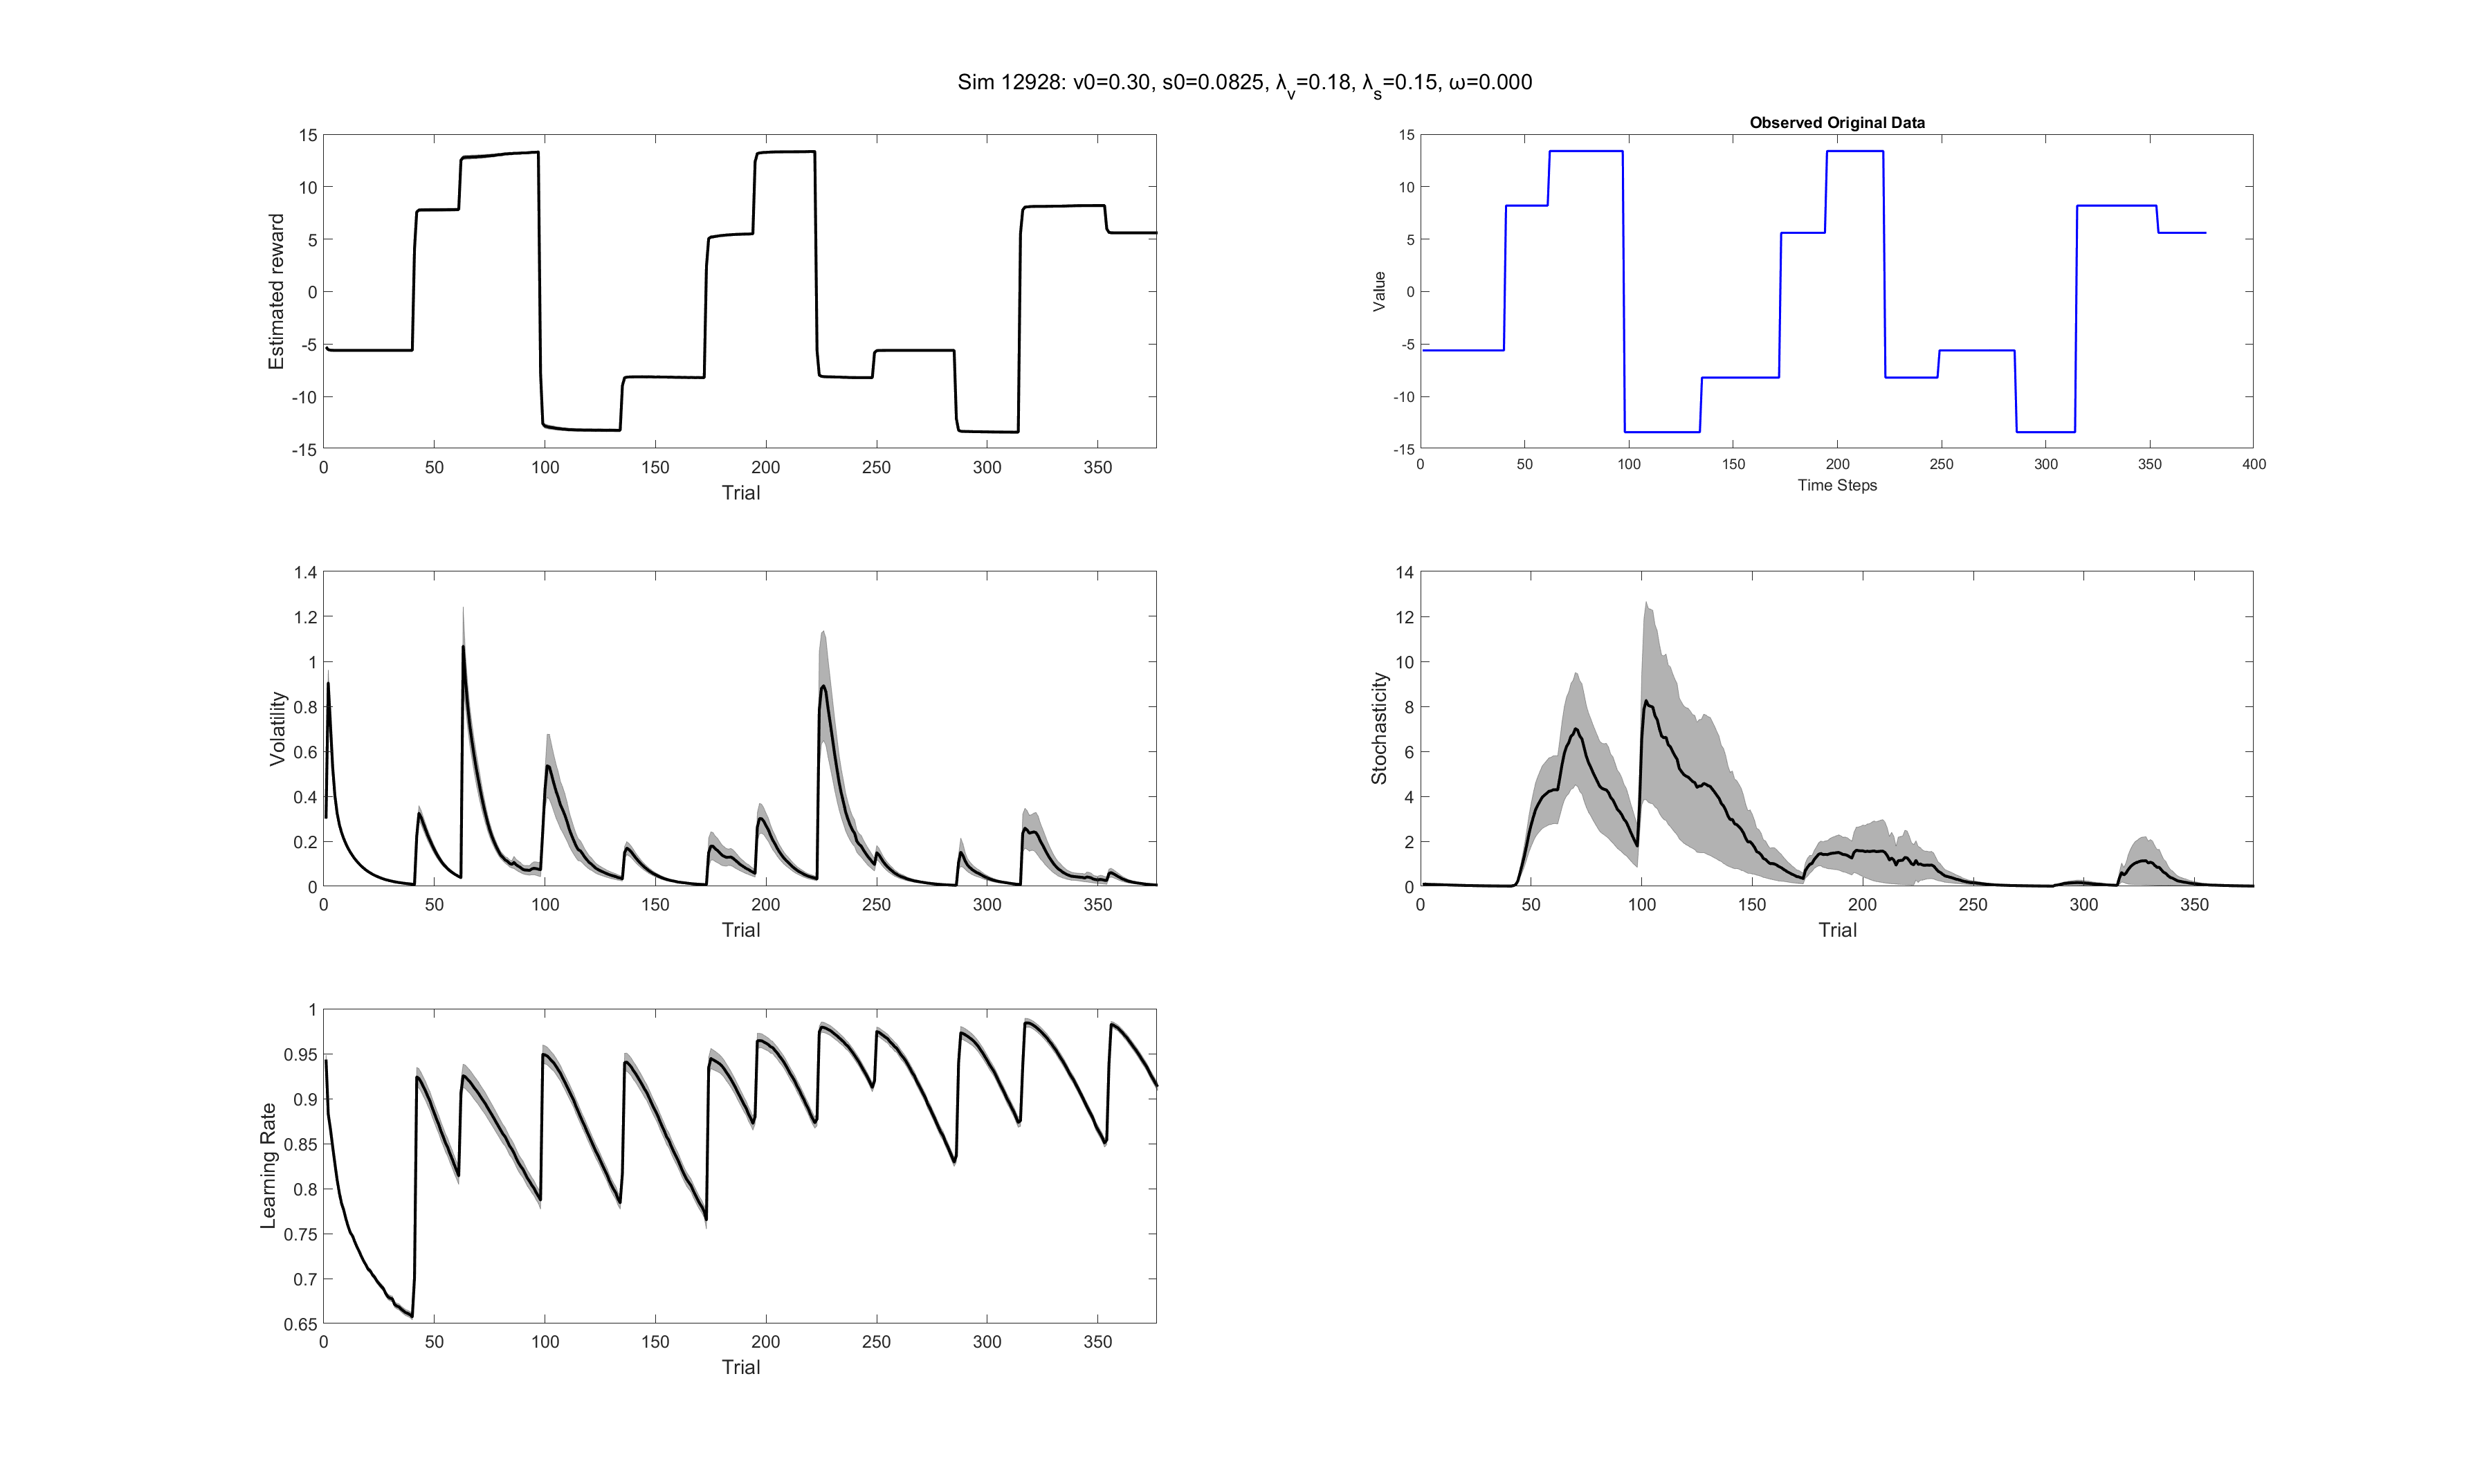 Sim 12928: v0=0.30, s0=0.0825, λv=0.18, λs=0.15, ω=0.000
15
10
5
0
-5
-10
-15
Estimated reward
0 50 100 150 200 250 300 350
Trial
Observed Original Data
15
10
5
0
-5
-10
-15
Value
0 50 100 150 200 250 300 350 400
Time Steps
1.4
1.2
1
0.8
0.6
0.4
0.2
0
Volatility
0 50 100 150 200 250 300 350
Trial
14
12
10
8
6
4
2
0
Stochasticity
0 50 100 150 200 250 300 350
Trial
1
0.95
0.9
0.85
0.8
0.75
0.7
0.65
Learning Rate
0 50 100 150 200 250 300 350
Trial